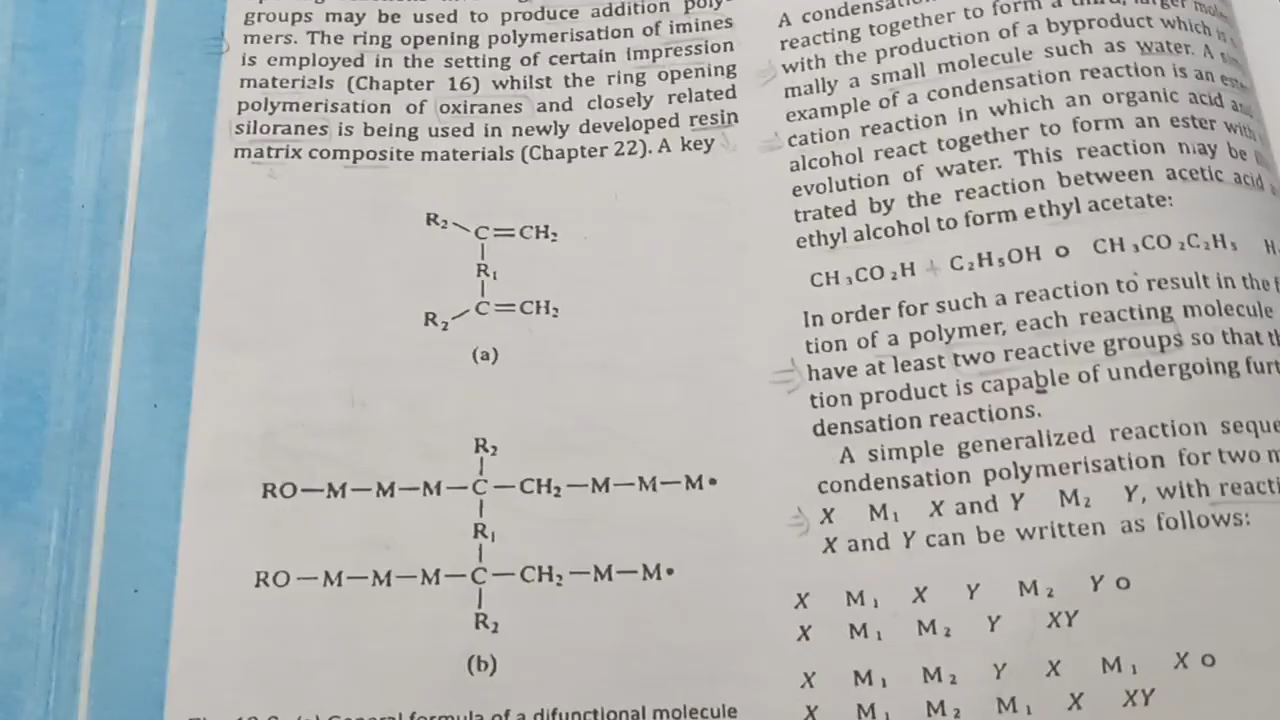 groups may be used to produce addition poly-
mers. The ring opening polymerisation of imines
is employed in the setting of certain impression
materials (Chapter 16) whilst the ring opening
polymerisation of oxiranes and closely related
siloranes is being used in newly developed resin
matrix composite materials (Chapter 22). A key
R₂
C=CH₂
R₁
R₂ C=CH₂
(a)
R₂
RO—M—M—M—C—CH₂—M—M—M•
R₁
RO—M—M—M—C—CH₂—M—M•
R₂
(b)
(a) General formula of a difunctional molecule
A
reacting together to form a
with the production of a byproduct which is
mally a small molecule such as water. A
example of a condensation reaction is an
cation reaction in which an organic acid
alcohol react together to form an ester with
evolution of water. This reaction may be
trated by the reaction between acetic acid
ethyl alcohol to form ethyl acetate:
CH₃CO₂H + C₂H₅OH o CH₃CO₂C₂H₅ H
In order for such a reaction to result in the
tion of a polymer, each reacting molecule
have at least two reactive groups so that
tion product is capable of undergoing
densation reactions.
A simple generalized reaction
condensation polymerisation for two
X M₁ X and Y M₂ Y, with
X and Y can be written as follows:
X M₁ X Y M₂ Y o
X M₁ M₂ Y XY
X M₁ M₂ Y X M₁ X o
X M₁ M₂ M₁ X XY